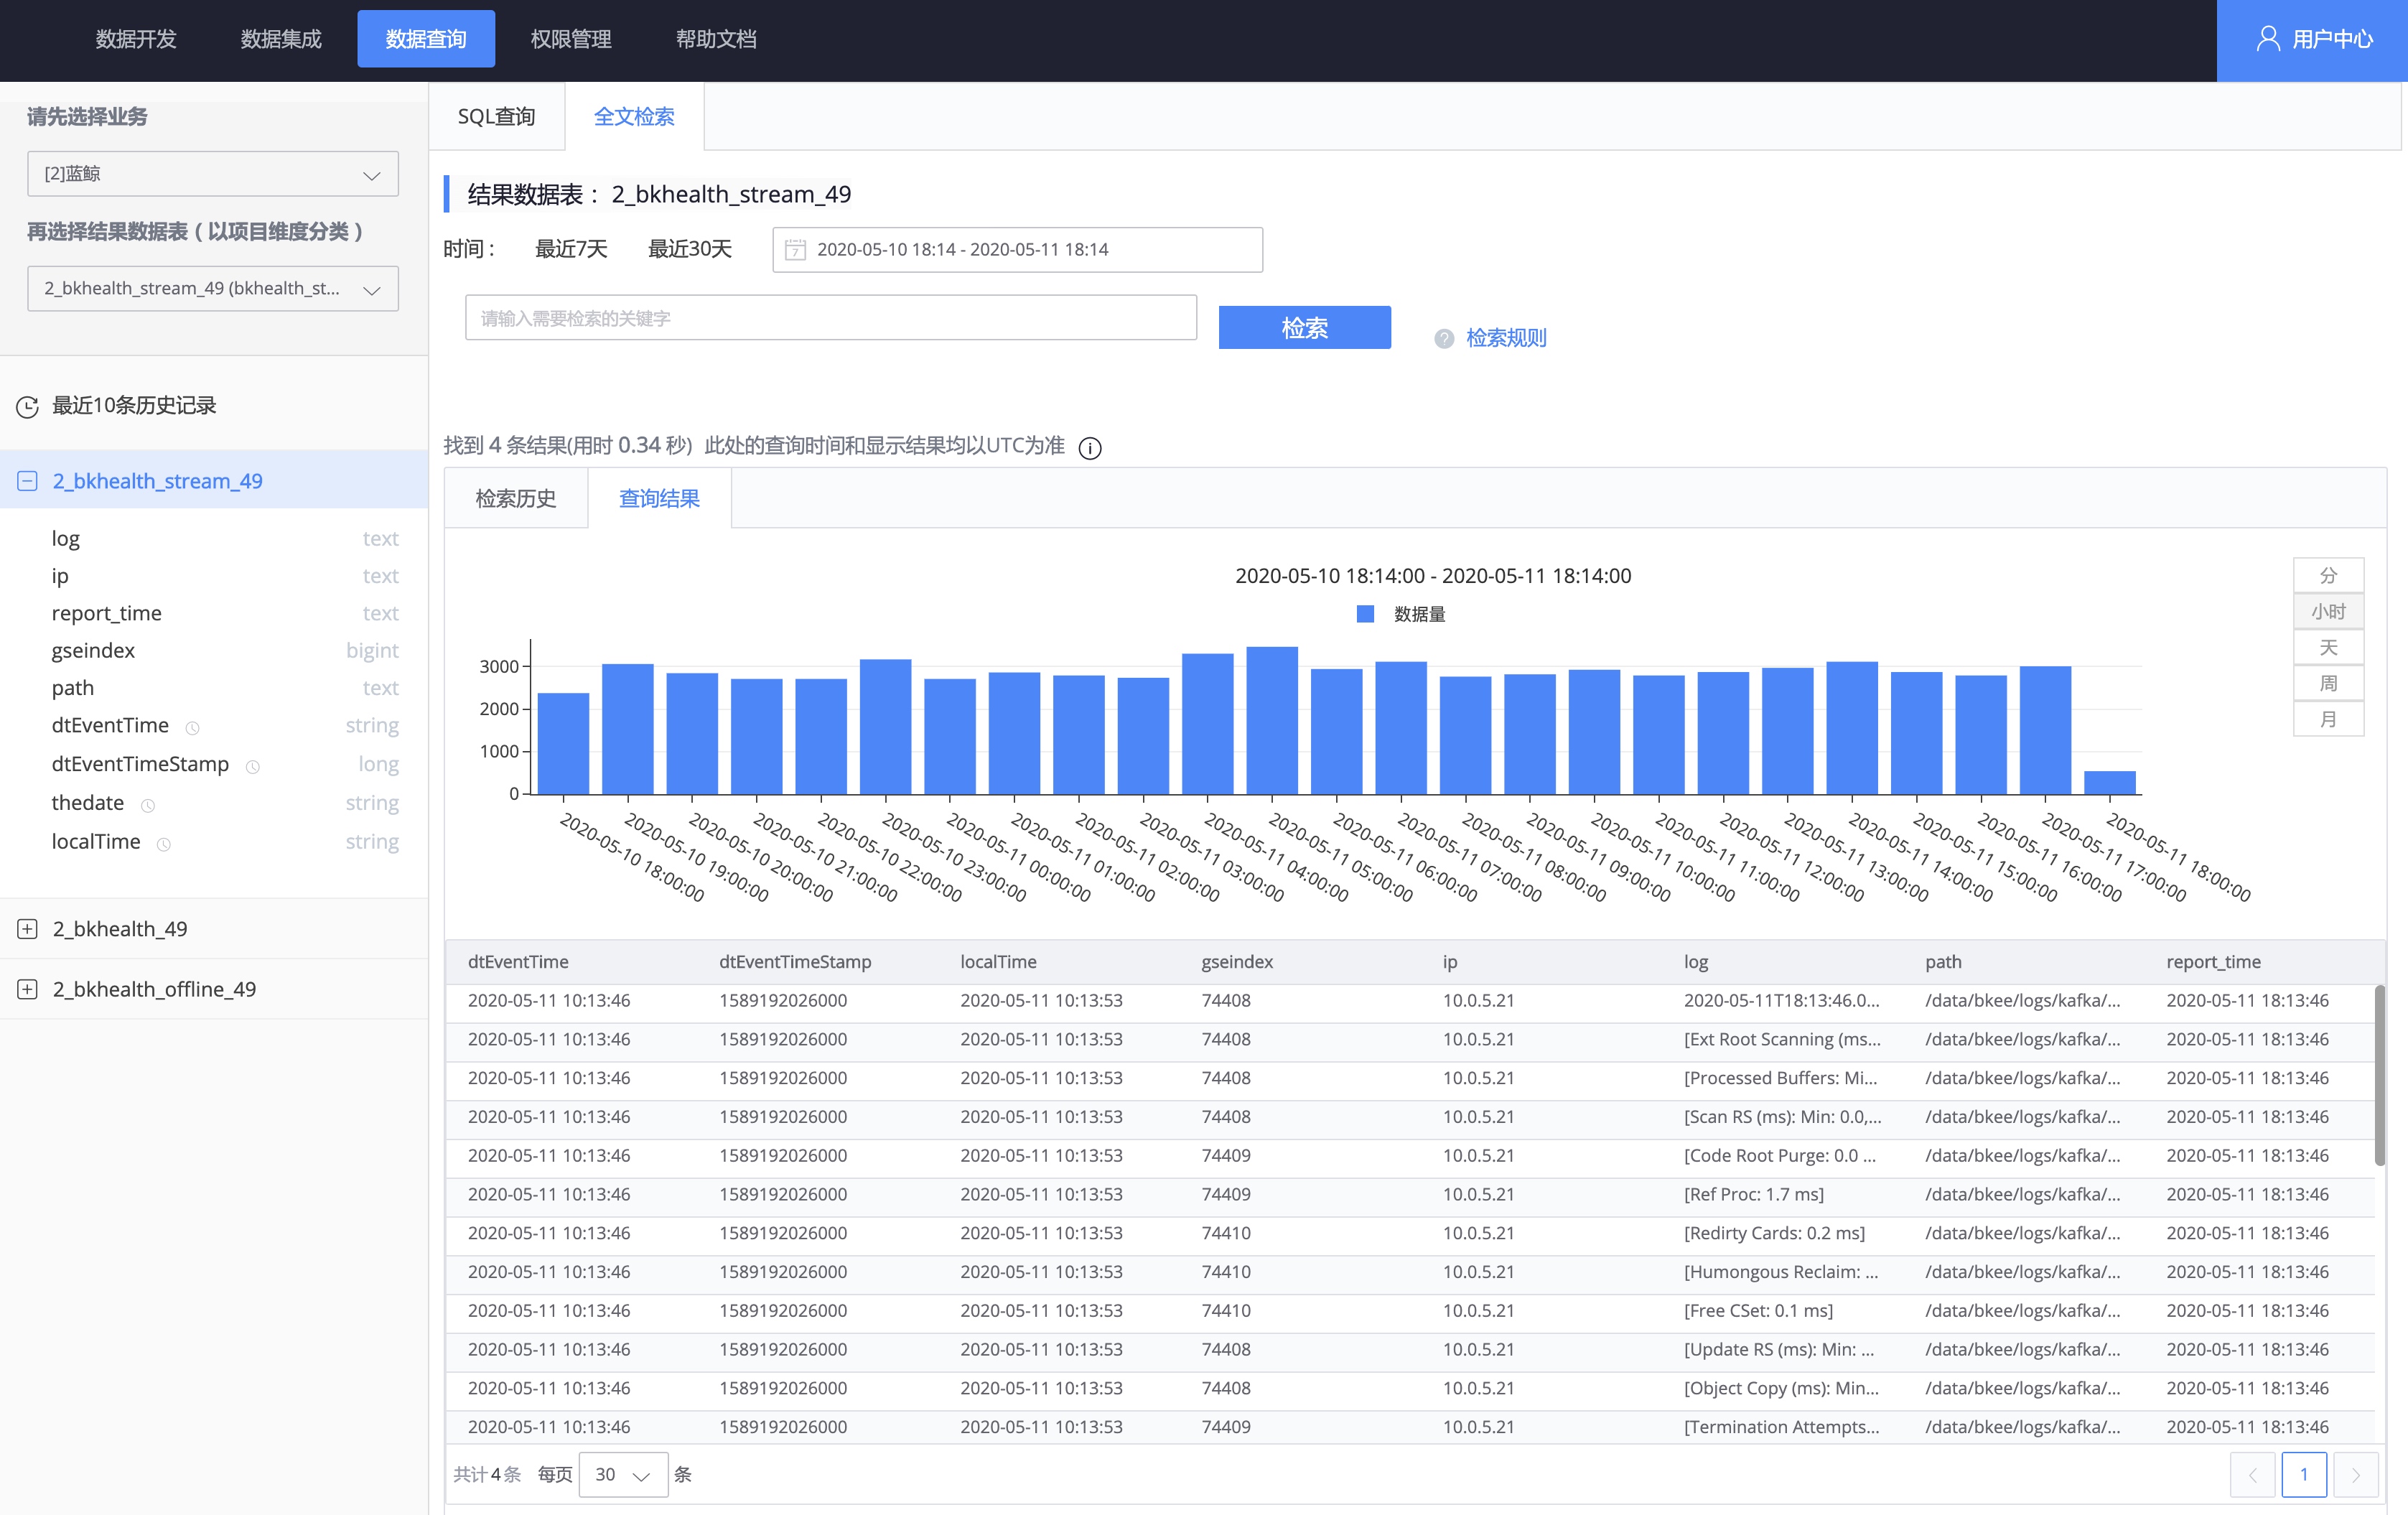 数据开发 数据集成 数据查询 权限管理 帮助文档 用户中心
请先选择业务
[2]蓝鲸
再选择结果数据表（以项目维度分类）
2_bkhealth_stream_49 (bkhealth_st...
最近10条历史记录
2_bkhealth_stream_49
log text
ip text
report_time text
gseindex bigint
path text
dtEventTime string
dtEventTimeStamp long
thedate string
localTime string
2_bkhealth_49
2_bkhealth_offline_49
SQL查询 全文检索
结果数据表： 2_bkhealth_stream_49
时间： 最近7天 最近30天 2020-05-10 18:14 - 2020-05-11 18:14
请输入需要检索的关键字 检索 ? 检索规则
找到 4 条结果(用时 0.34 秒) 此处的查询时间和显示结果均以UTC为准
检索历史 查询结果
2020-05-10 18:14:00 - 2020-05-11 18:14:00
数据量
分
小时
天
周
月
3000
2000
1000
0
2020-05-10 18:00:00
2020-05-10 19:00:00
2020-05-10 20:00:00
2020-05-10 21:00:00
2020-05-10 22:00:00
2020-05-10 23:00:00
2020-05-11 00:00:00
2020-05-11 01:00:00
2020-05-11 02:00:00
2020-05-11 03:00:00
2020-05-11 04:00:00
2020-05-11 05:00:00
2020-05-11 06:00:00
2020-05-11 07:00:00
2020-05-11 08:00:00
2020-05-11 09:00:00
2020-05-11 10:00:00
2020-05-11 11:00:00
2020-05-11 12:00:00
2020-05-11 13:00:00
2020-05-11 14:00:00
2020-05-11 15:00:00
2020-05-11 16:00:00
2020-05-11 17:00:00
2020-05-11 18:00:00
dtEventTime dtEventTimeStamp localTime gseindex ip log path report_time
2020-05-11 10:13:46 1589192026000 2020-05-11 10:13:53 74408 10.0.5.21 2020-05-11T18:13:46.0... /data/bkee/logs/kafka/... 2020-05-11 18:13:46
2020-05-11 10:13:46 1589192026000 2020-05-11 10:13:53 74408 10.0.5.21 [Ext Root Scanning (ms... /data/bkee/logs/kafka/... 2020-05-11 18:13:46
2020-05-11 10:13:46 1589192026000 2020-05-11 10:13:53 74408 10.0.5.21 [Processed Buffers: Mi... /data/bkee/logs/kafka/... 2020-05-11 18:13:46
2020-05-11 10:13:46 1589192026000 2020-05-11 10:13:53 74408 10.0.5.21 [Scan RS (ms): Min: 0.0,... /data/bkee/logs/kafka/... 2020-05-11 18:13:46
2020-05-11 10:13:46 1589192026000 2020-05-11 10:13:53 74409 10.0.5.21 [Code Root Purge: 0.0 ... /data/bkee/logs/kafka/... 2020-05-11 18:13:46
2020-05-11 10:13:46 1589192026000 2020-05-11 10:13:53 74409 10.0.5.21 [Ref Proc: 1.7 ms] /data/bkee/logs/kafka/... 2020-05-11 18:13:46
2020-05-11 10:13:46 1589192026000 2020-05-11 10:13:53 74410 10.0.5.21 [Redirty Cards: 0.2 ms] /data/bkee/logs/kafka/... 2020-05-11 18:13:46
2020-05-11 10:13:46 1589192026000 2020-05-11 10:13:53 74410 10.0.5.21 [Humongous Reclaim: ... /data/bkee/logs/kafka/... 2020-05-11 18:13:46
2020-05-11 10:13:46 1589192026000 2020-05-11 10:13:53 74410 10.0.5.21 [Free CSet: 0.1 ms] /data/bkee/logs/kafka/... 2020-05-11 18:13:46
2020-05-11 10:13:46 1589192026000 2020-05-11 10:13:53 74408 10.0.5.21 [Update RS (ms): Min: ... /data/bkee/logs/kafka/... 2020-05-11 18:13:46
2020-05-11 10:13:46 1589192026000 2020-05-11 10:13:53 74408 10.0.5.21 [Object Copy (ms): Min... /data/bkee/logs/kafka/... 2020-05-11 18:13:46
2020-05-11 10:13:46 1589192026000 2020-05-11 10:13:53 74409 10.0.5.21 [Termination Attempts... /data/bkee/logs/kafka/... 2020-05-11 18:13:46
共计4条 每页 30 条 1